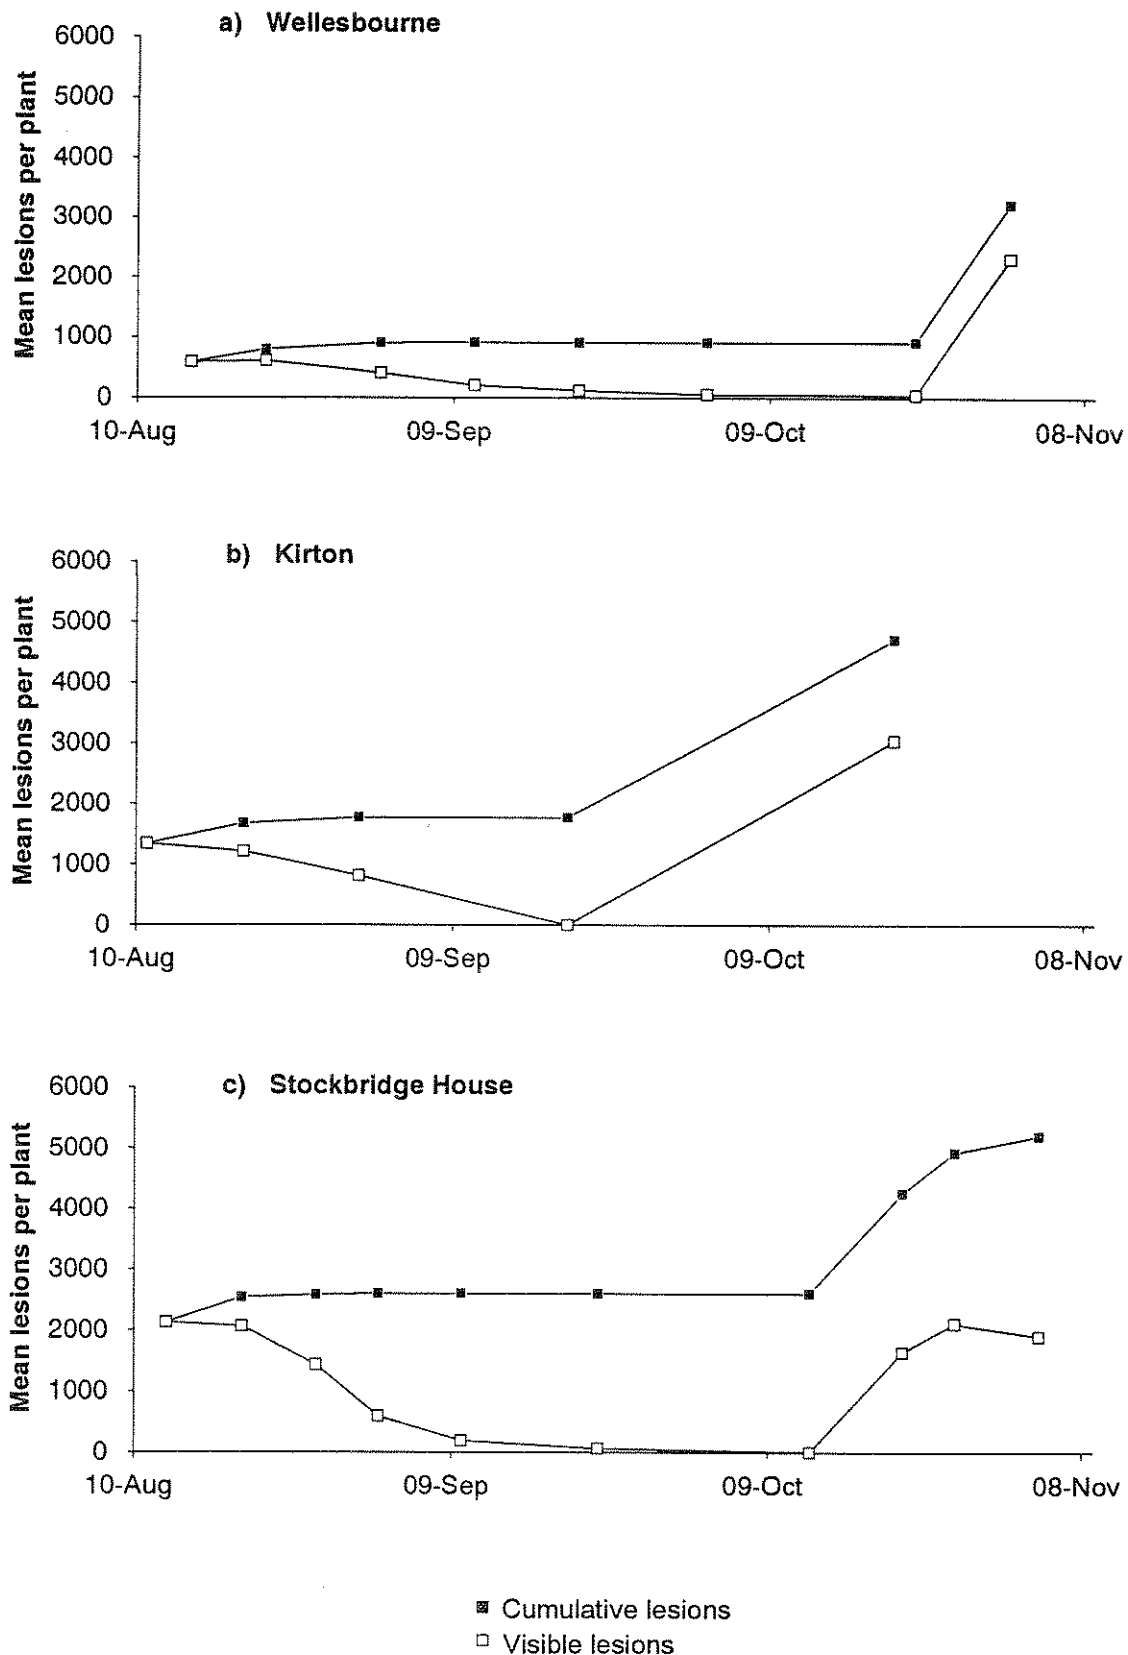 a) Wellesbourne
Mean lesions per plant
6000
5000
4000
3000
2000
1000
0
10-Aug 09-Sep 09-Oct 08-Nov
b) Kirton
Mean lesions per plant
6000
5000
4000
3000
2000
1000
0
10-Aug 09-Sep 09-Oct 08-Nov
c) Stockbridge House
Mean lesions per plant
6000
5000
4000
3000
2000
1000
0
10-Aug 09-Sep 09-Oct 08-Nov
Cumulative lesions
Visible lesions